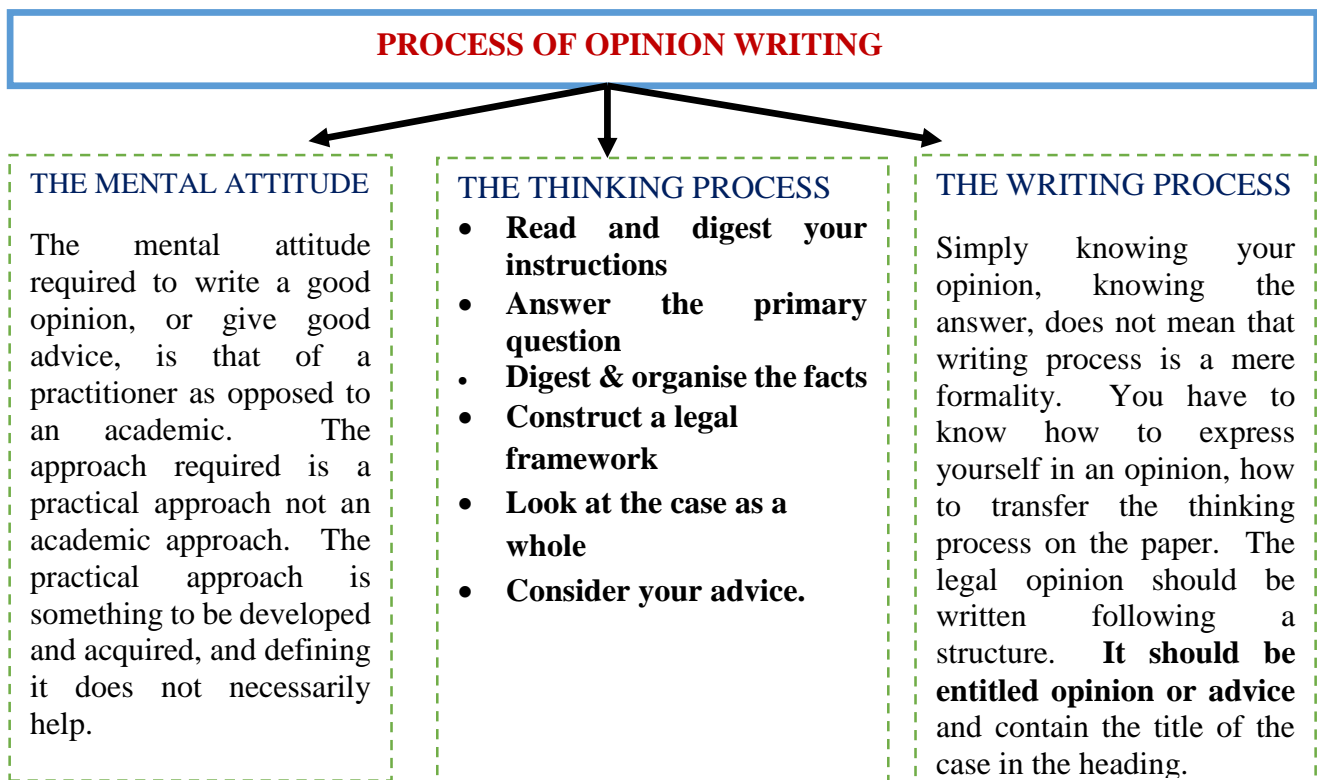 PROCESS OF OPINION WRITING
THE MENTAL ATTITUDE
The mental attitude
required to write a good
opinion, or give good
advice, is that of a
practitioner as opposed to
an academic. The
approach required is a
practical approach not an
academic approach. The
practical approach is
something to be developed
and acquired, and defining
it does not necessarily
help.
THE THINKING PROCESS
• Read and digest your
instructions
• Answer the primary
question
• Digest & organise the facts
• Construct a legal
framework
• Look at the case as a
whole
• Consider your advice.
THE WRITING PROCESS
Simply knowing your
opinion, knowing the
answer, does not mean that
writing process is a mere
formality. You have to
know how to express
yourself in an opinion, how
to transfer the thinking
process on the paper. The
legal opinion should be
written following a
structure. It should be
entitled opinion or advice
and contain the title of the
case in the heading.